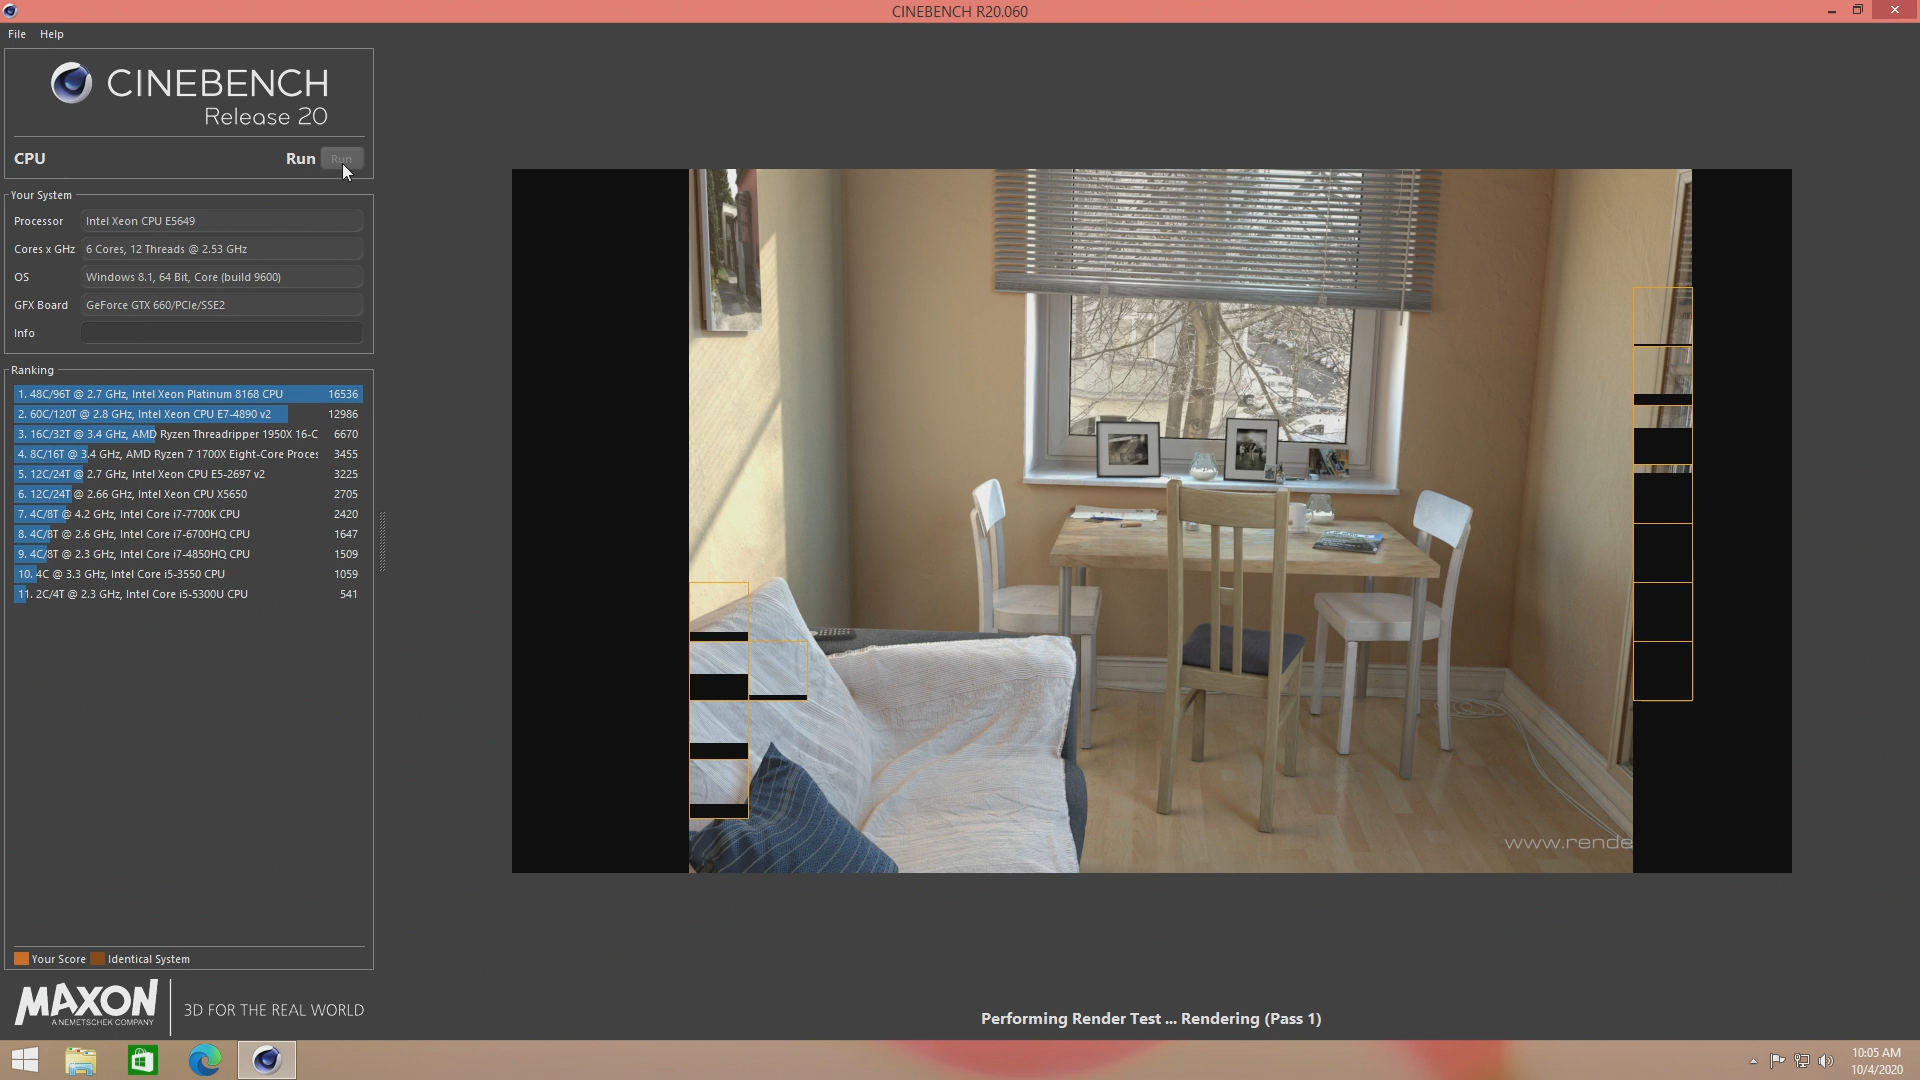 CINEBENCH R20.060
File Help
CINEBENCH
Release 20
CPU Run Run
Your System
Processor Intel Xeon CPU E5649
Cores x GHz 6 Cores, 12 Threads @ 2.53 GHz
OS Windows 8.1, 64 Bit, Core (build 9600)
GFX Board GeForce GTX 660/PCIe/SSE2
Info
Ranking
1. 48C/96T @ 2.7 GHz, Intel Xeon Platinum 8168 CPU 16536
2. 60C/120T @ 2.8 GHz, Intel Xeon CPU E7-4890 v2 12986
3. 16C/32T @ 3.4 GHz, AMD Ryzen Threadripper 1950X 16-C 6670
4. 8C/16T @ 3.4 GHz, AMD Ryzen 7 1700X Eight-Core Proces 3455
5. 12C/24T @ 2.7 GHz, Intel Xeon CPU E5-2697 v2 3225
6. 12C/24T @ 2.66 GHz, Intel Xeon CPU X5650 2705
7. 4C/8T @ 4.2 GHz, Intel Core i7-7700K CPU 2420
8. 4C/8T @ 2.6 GHz, Intel Core i7-6700HQ CPU 1647
9. 4C/8T @ 2.3 GHz, Intel Core i7-4850HQ CPU 1509
10. 4C @ 3.3 GHz, Intel Core i5-3550 CPU 1059
11. 2C/4T @ 2.3 GHz, Intel Core i5-5300U CPU 541
www.rende
Your Score Identical System
MAXON
A NEMETSCHEK COMPANY
3D FOR THE REAL WORLD
Performing Render Test ... Rendering (Pass 1)
10:05 AM
10/4/2020